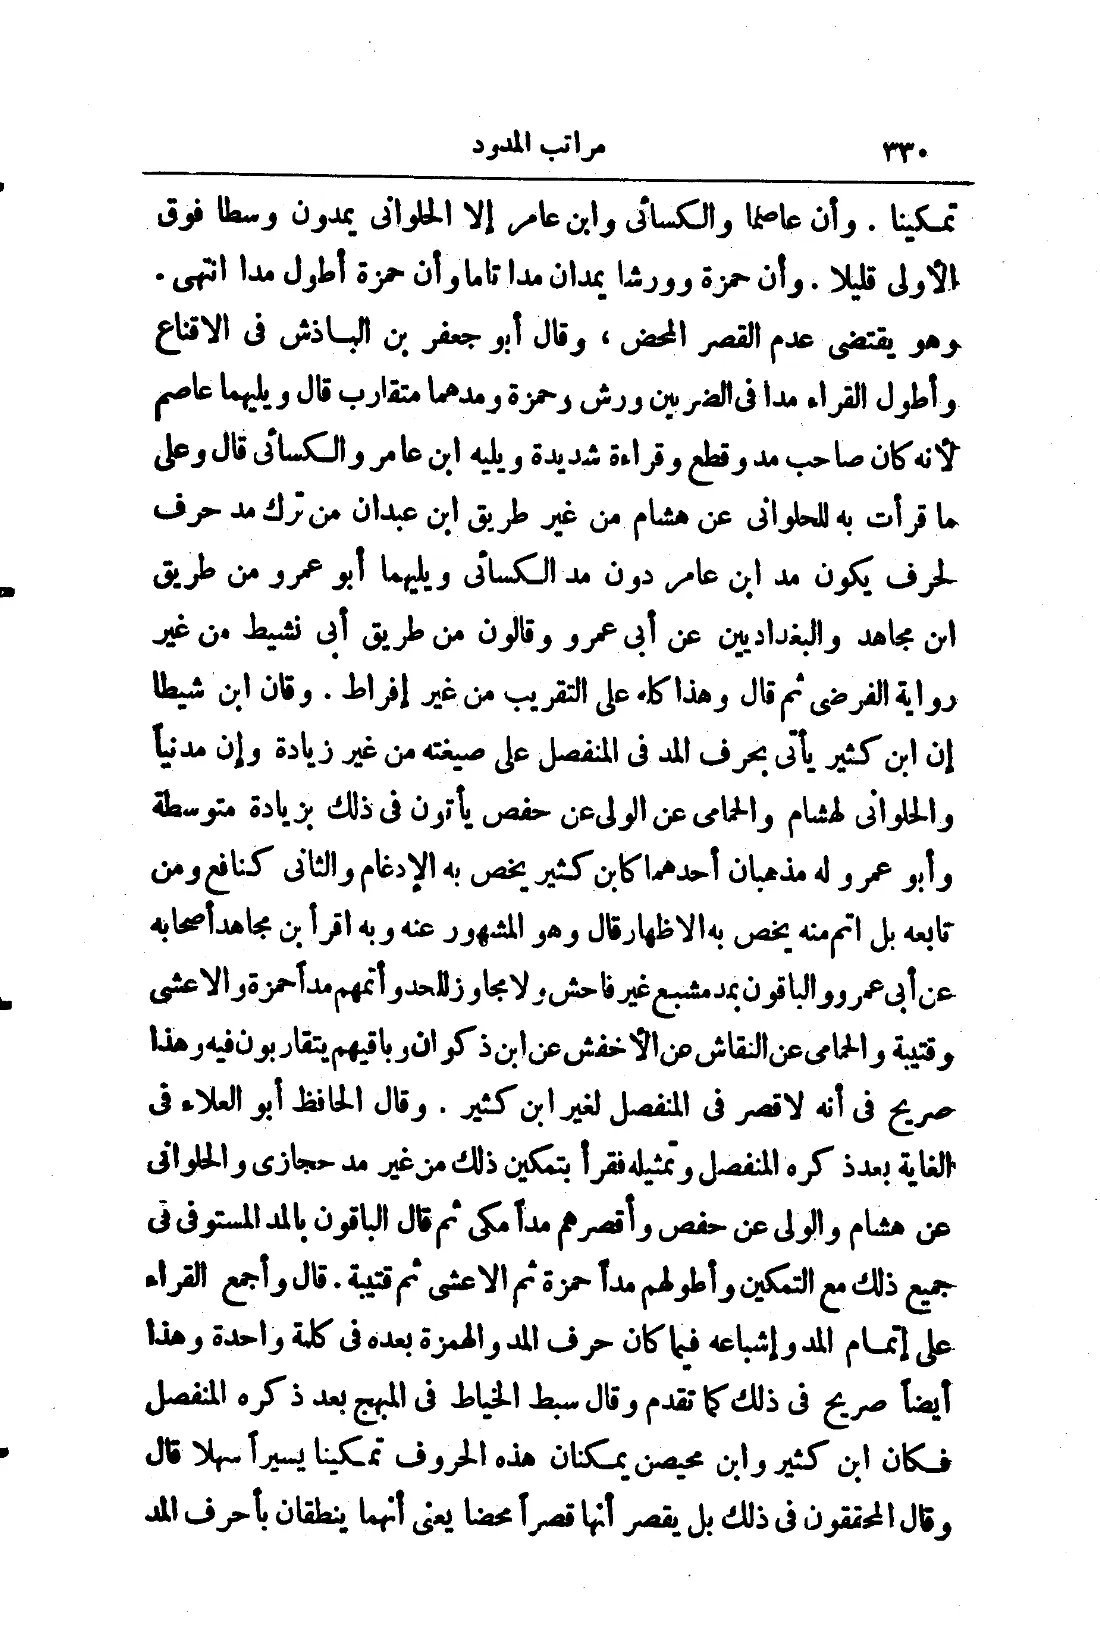 ٣٣٠ مراتب المدود
تمكينا . وأن عاصما والكسائى وابن عامر إلا الحلوانى يمدون وسطا فوق
الأولى قليلا . وأن حمزة وورشا يمدان مدا تاما وأن حمزة أطول مدا انتهى .
وهو يقتضى عدم القصر المحض ، وقال أبو جعفر بن الباذش فى الاقناع
وأطول القراء مدا فى الضربين ورش وحمزة ومدهما متقارب قال ويليهما عاصم
لأنه كان صاحب مد وقطع وقراءة شديدة ويليه ابن عامر والكسائى قال وعلى
ما قرأت به للحلوانى عن هشام من غير طريق ابن عبدان من ترك مد حرف
لحرف يكون مد ابن عامر دون مد الكسائى ويليهما أبو عمرو من طريق
ابن مجاهد والبغداديين عن أبى عمرو وقالون من طريق أبى نشيط من غير
رواية الفرضى ثم قال وهذا كله على التقريب من غير إفراط . وقان ابن شيطا
إن ابن كثير يأتى بحرف المد فى المنفصل على صيغته من غير زيادة وإن مدنياً
والحلوانى لهشام والحمامى عن الولى عن حفص يأتون فى ذلك بزيادة متوسطة
وأبو عمرو له مذهبان أحدهما كابن كثير يخص به الإدغام والثانى كنافع ومن
تابعه بل اتم منه يخص به الاظهار قال وهو المشهور عنه وبه اقرأ بن مجاهد أصحابه
عن أبى عمرو والباقون بمد مشبع غير فاحش ولا مجاوز للحد وأتمهم مداً حمزة والاعشى
وقتيبة والحمامى عن النقاش عن الأخفش عن ابن ذكوان وباقيهم يتقاربون فيه وهذا
صريح فى أنه لا قصر فى المنفصل لغير ابن كثير . وقال الحافظ أبو العلاء فى
الغاية بعد ذكره المنفصل وتمثيله فقرأ بتمكين ذلك من غير مد حجازى والحلوانى
عن هشام والولى عن حفص وأقصرهم مداً مكى ثم قال الباقون بالمد المستوفى فى
جميع ذلك مع التمكين وأطولهم مداً حمزة ثم الاعشى ثم قتيبة . قال وأجمع القراء
على إتمام المد وإشباعه فيما كان حرف المد والهمزة بعده فى كلمة واحدة وهذا
أيضاً صريح فى ذلك كما تقدم وقال سبط الخياط فى المبهج بعد ذكره المنفصل
فكان ابن كثير وابن محيصن يمكنان هذه الحروف تمكينا يسيراً سهلا قال
وقال المحققون فى ذلك بل يقصر أنها قصراً محضا يعنى أنهما ينطقان بأحرف المد